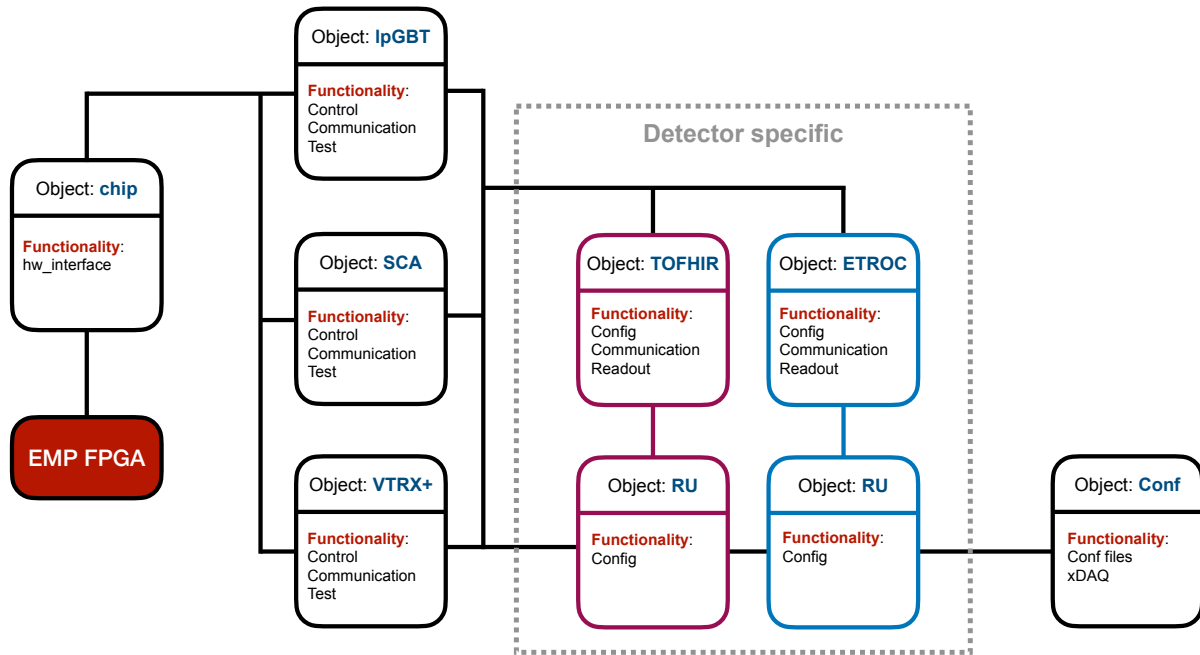 Object: lpGBT
Functionality:
Control
Communication
Test
Detector specific
Object: chip
Functionality:
hw_interface
Object: SCA
Functionality:
Control
Communication
Test
Object: TOFHIR
Functionality:
Config
Communication
Readout
Object: ETROC
Functionality:
Config
Communication
Readout
EMP FPGA
Object: VTRX+
Functionality:
Control
Communication
Test
Object: RU
Functionality:
Config
Object: RU
Functionality:
Config
Object: Conf
Functionality:
Conf files
xDAQ